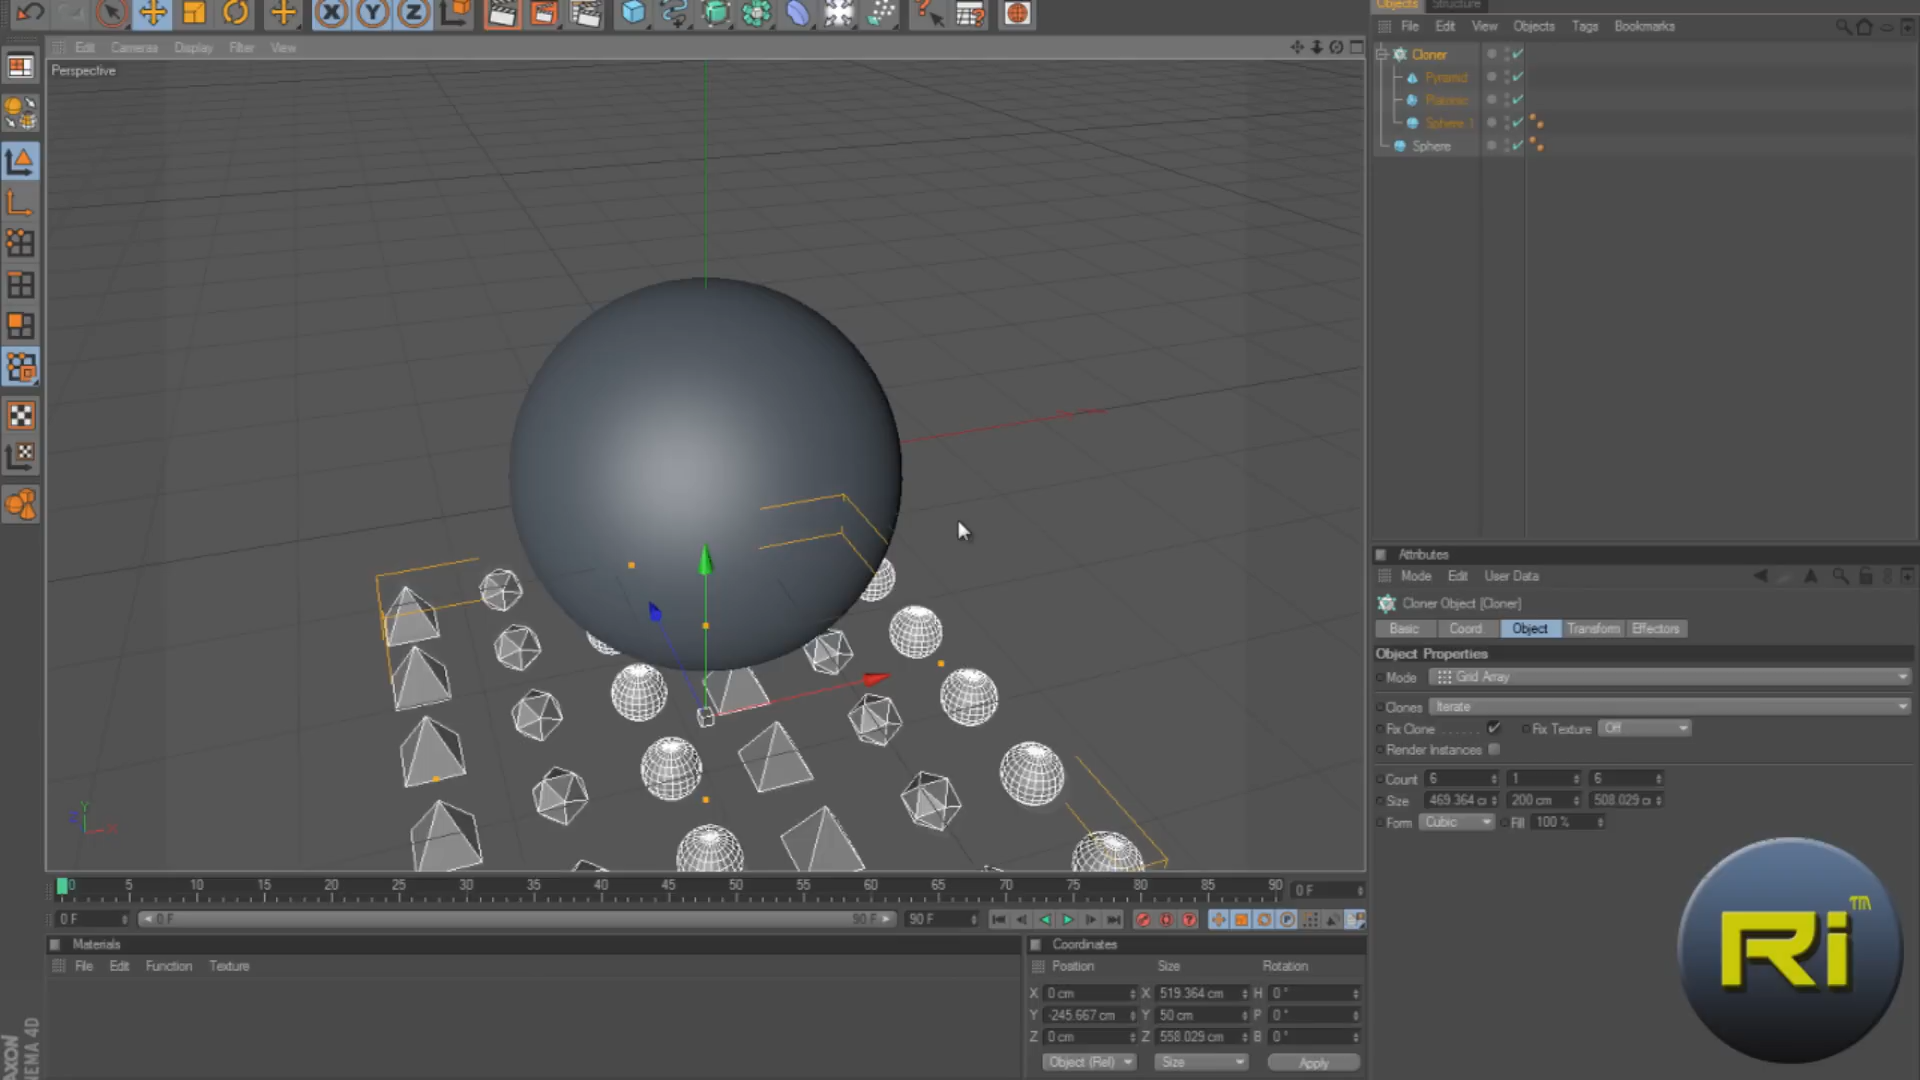 X Y Z
Objects Structure
File Edit View Objects Tags Bookmarks
Edit Cameras Display Filter View
Perspective
Cloner
Pyramid
Platonic
Sphere.1
Sphere
Attributes
Mode Edit User Data
Cloner Object [Cloner]
Basic Coord. Object Transform Effectors
Object Properties
Mode Grid Array
Clones Iterate
Fix Clone Fix Texture Off
Render Instances
Count 6 1 6
Size 469.364 c 200 cm 508.029 c
Form Cubic Fill 100 %
Y
Z X
0 5 10 15 20 25 30 35 40 45 50 55 60 65 70 75 80 85 90 0 F
0 F 0 F 90 F 90 F
Materials
File Edit Function Texture
Coordinates
Position Size Rotation
X 0 cm X 519.364 cm H 0 °
Y -245.667 cm Y 50 cm P 0 °
Z 0 cm Z 558.029 cm B 0 °
Object (Rel) Size Apply
AXON
NEMA 4D
Ri TM